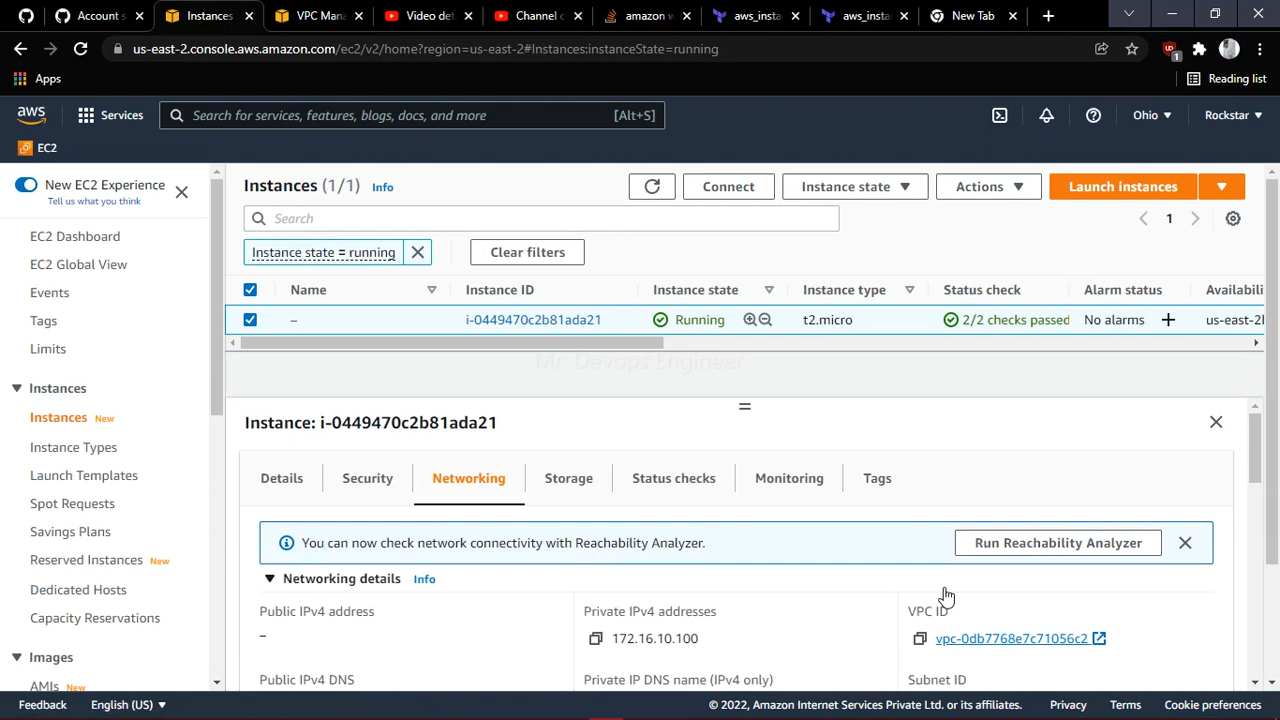 Account s
Instances
VPC Mana
Video det
Channel c
amazon w
aws_insta
aws_insta
New Tab
us-east-2.console.aws.amazon.com/ec2/v2/home?region=us-east-2#Instances:instanceState=running
1
Apps
Reading list
aws
Services
Search for services, features, blogs, docs, and more
[Alt+S]
Ohio
Rockstar
EC2
New EC2 Experience
Tell us what you think
EC2 Dashboard
EC2 Global View
Events
Tags
Limits
Instances
Instances New
Instance Types
Launch Templates
Spot Requests
Savings Plans
Reserved Instances New
Dedicated Hosts
Capacity Reservations
Images
AMIs New
Instances (1/1) Info
Connect
Instance state
Actions
Launch instances
Search
1
Instance state = running
Clear filters
Name Instance ID Instance state Instance type Status check Alarm status Availabili
– i-0449470c2b81ada21 Running t2.micro 2/2 checks passed No alarms + us-east-2
Mr. Devops Engineer
Instance: i-0449470c2b81ada21
Details Security Networking Storage Status checks Monitoring Tags
You can now check network connectivity with Reachability Analyzer.
Run Reachability Analyzer
Networking details Info
Public IPv4 address
–
Private IPv4 addresses
172.16.10.100
VPC ID
vpc-0db7768e7c71056c2
Public IPv4 DNS
Private IP DNS name (IPv4 only)
Subnet ID
Feedback
English (US)
© 2022, Amazon Internet Services Private Ltd. or its affiliates.
Privacy
Terms
Cookie preferences